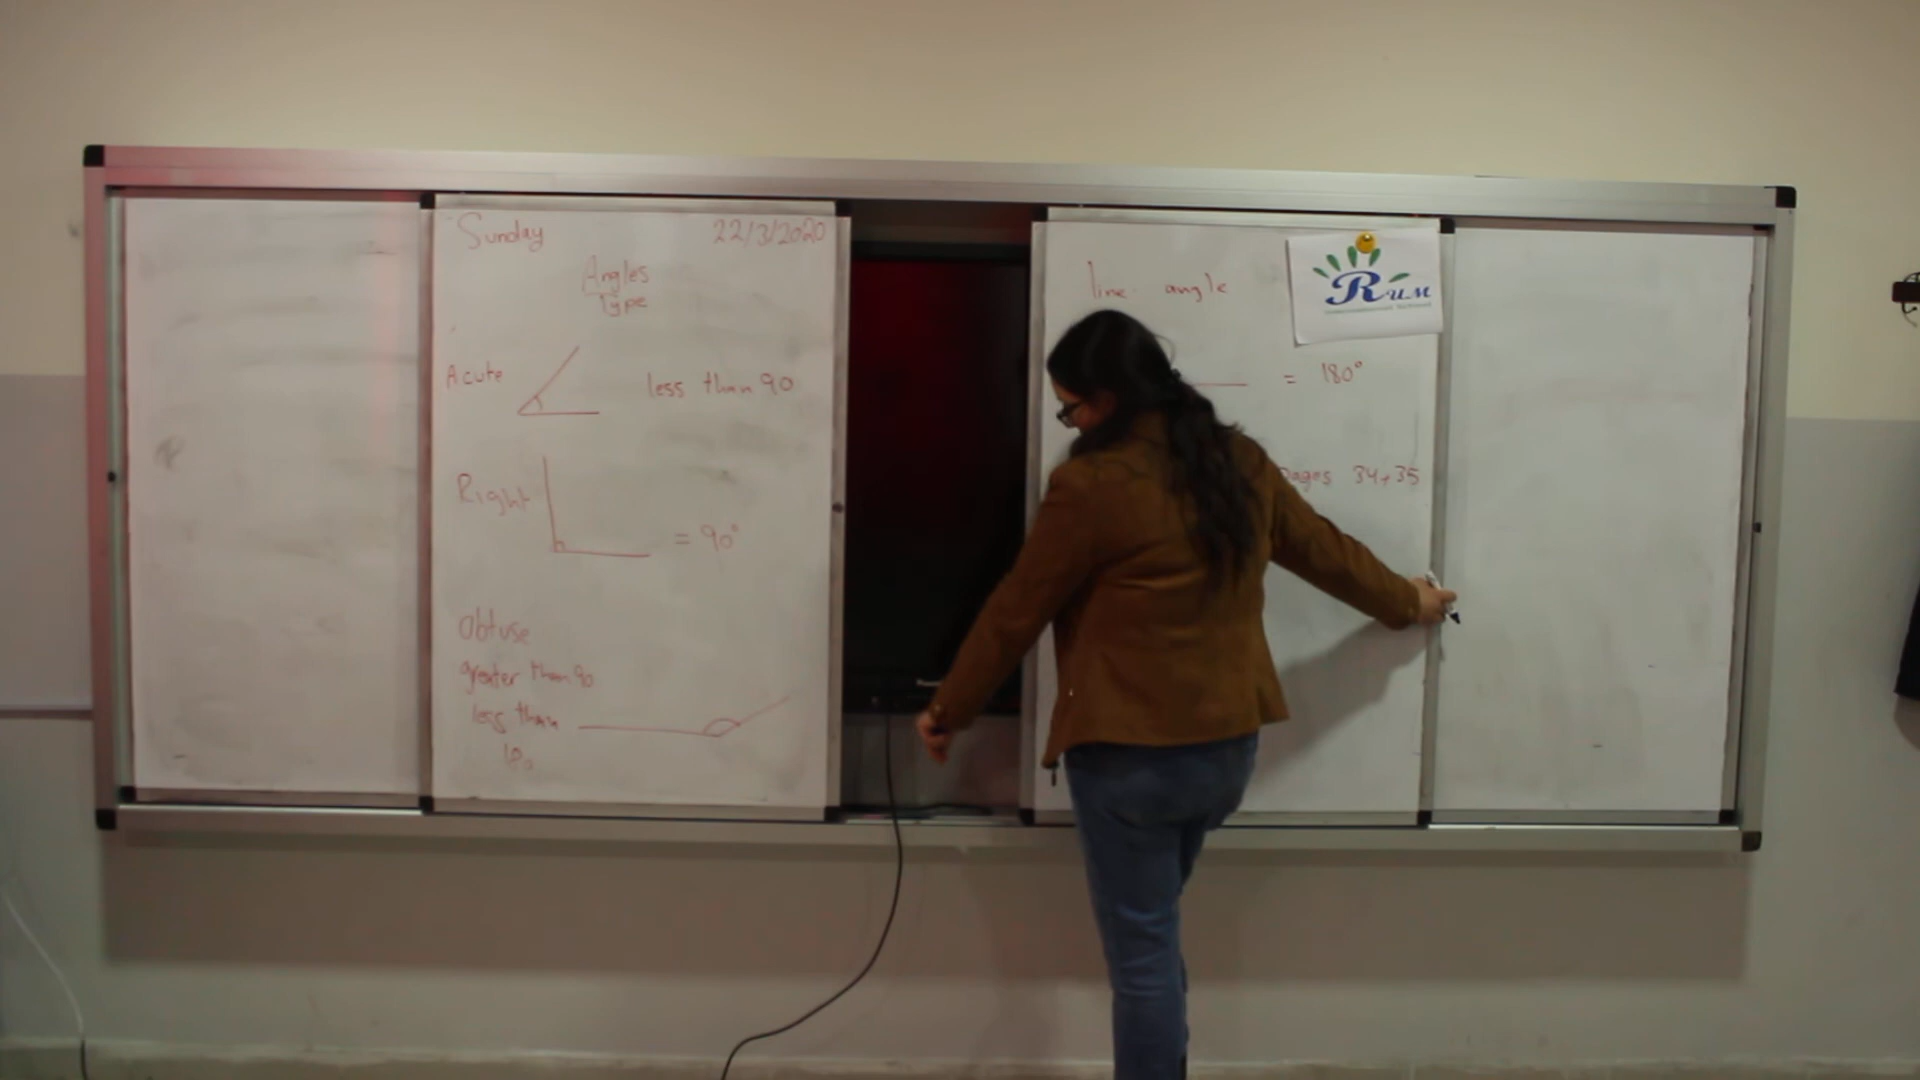 Sunday 22/3/2020
Angles
Type
Acute less than 90
Right = 90°
Obtuse
greater than 90
less than
line angle
= 180°
pages 34+35
Rum